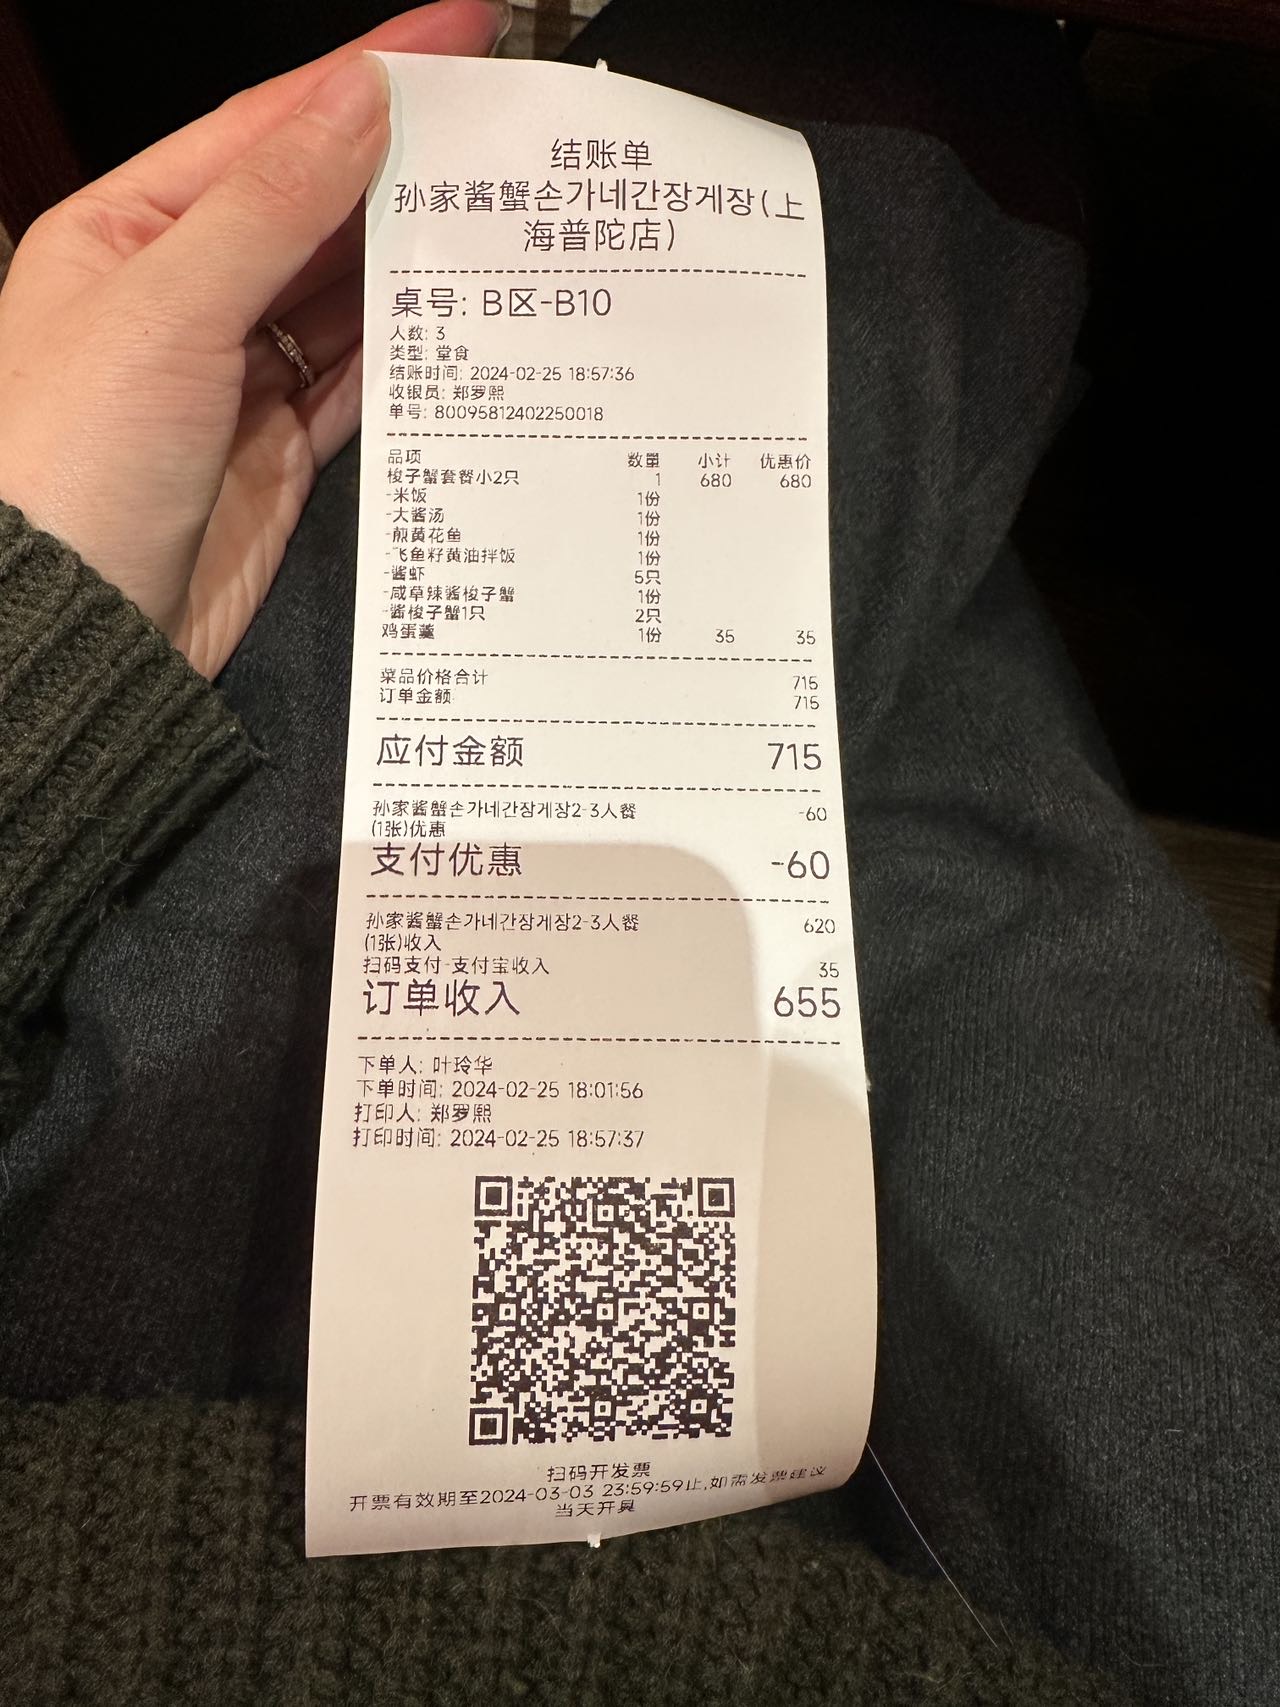 结账单
孙家酱蟹손가네간장게장(上
海普陀店)
桌号: B区-B10
人数: 3
类型: 堂食
结账时间: 2024-02-25 18:57:36
收银员: 郑罗熙
单号: 80095812402250018
品项 数量 小计 优惠价
梭子蟹套餐小2只 1 680 680
-米饭 1份
-大酱汤 1份
-煎黄花鱼 1份
-飞鱼籽黄油拌饭 1份
-酱虾 5只
-咸草辣酱梭子蟹 1份
-酱梭子蟹1只 2只
鸡蛋羹 1份 35 35
菜品价格合计 715
订单金额 715
应付金额 715
孙家酱蟹손가네간장게장2-3人餐 -60
(1张)优惠
支付优惠 -60
孙家酱蟹손가네간장게장2-3人餐 620
(1张)收入
扫码支付-支付宝收入 35
订单收入 655
下单人: 叶玲华
下单时间: 2024-02-25 18:01:56
打印人: 郑罗熙
打印时间: 2024-02-25 18:57:37
扫码开发票
开票有效期至2024-03-03 23:59:59止,如需发票建议
当天开具